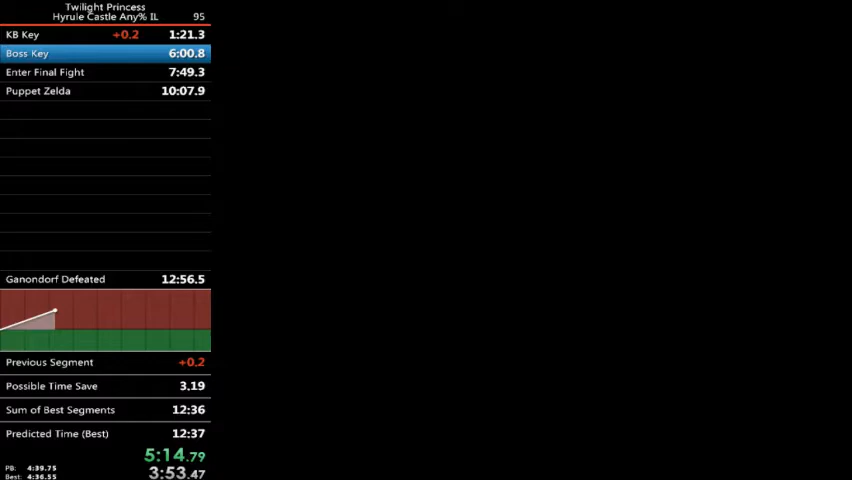 Twilight Princess
Hyrule Castle Any% IL 95
KB Key +0.2 1:21.3
Boss Key 6:00.8
Enter Final Fight 7:49.3
Puppet Zelda 10:07.9
Ganondorf Defeated 12:56.5
Previous Segment +0.2
Possible Time Save 3.19
Sum of Best Segments 12:36
Predicted Time (Best) 12:37
5:14.79
PB: 4:39.75 3:53.47
Best: 4:36.55